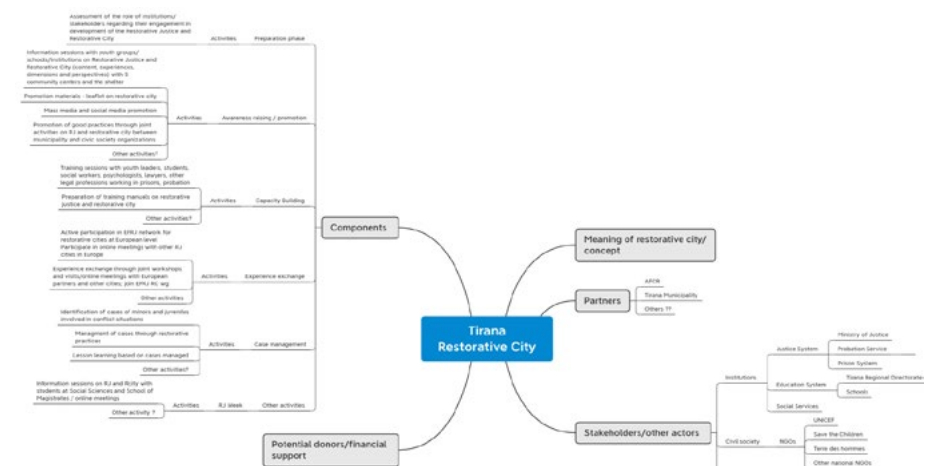 Assessment of the role of institutions/
stakeholders regarding their engagement in
development of the Restorative Justice and
Restorative City
Activities
Preparation phase
Information sessions with youth groups/
schools/institutions on Restorative Justice and
Restorative City (content, experiences,
dimensions and perspectives) with 5
community centers and the shelter
Promotion materials - leaflet on restorative city
Mass media and social media promotion
Promotion of good practices through joint
activities on RJ and restorative city between
municipality and civic society organizations
Other activities?
Activities
Awareness raising / promotion
Training sessions with youth leaders, students,
social workers, psychologists, lawyers, other
legal professions working in prisons, probation
Preparation of training manuals on restorative
justice and restorative city
Other activities?
Activities
Capacity Building
Active participation in EFRJ network for
restorative cities at European level
Participate in online meetings with other RJ
cities in Europe
Experience exchange through joint workshops
and visits/online meetings with European
partners and other cities; join EFRJ RC wg
Other activities
Activities
Experience exchange
Identification of cases of minors and juveniles
involved in conflict situations
Managment of cases through restorative
practices
Lesson learning based on cases managed
Other activities?
Activities
Case management
Information sessions on RJ and RCity with
students at Social Sciences and School of
Magistrates / online meetings
Other activity ?
Activities
RJ Week
Other activities
Components
Potential donors/financial
support
Tirana
Restorative City
Meaning of restorative city/
concept
Partners
AFCR
Tirana Municipality
Others ??
Stakeholders/other actors
Institutions
Justice System
Ministry of Justice
Probation Service
Prison System
Education System
Tirana Regional Directorate
Schools
Social Services
Civil society
NGOs
UNICEF
Save the Children
Terre des hommes
Other national NGOs